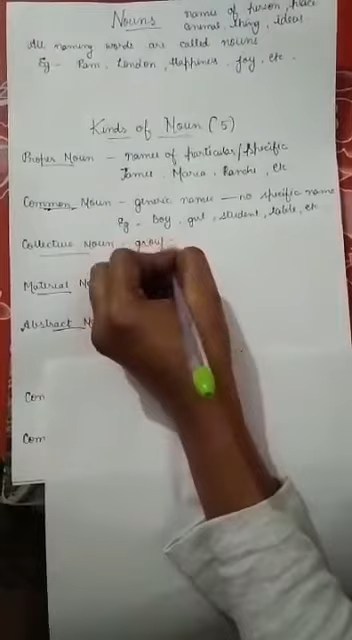 Nouns names of person, place
animal, thing, ideas
All naming words are called nouns
Eg - Ram, London, Happiness, Joy, etc.
Kinds of Noun (5)
Proper Noun - names of particular/specific
James, Maria, Ranchi, etc
Common Noun - generic names - no specific name
eg - Boy, girl, student, table, etc
Collective Noun - group
Material N
Abstract N
Con
Com